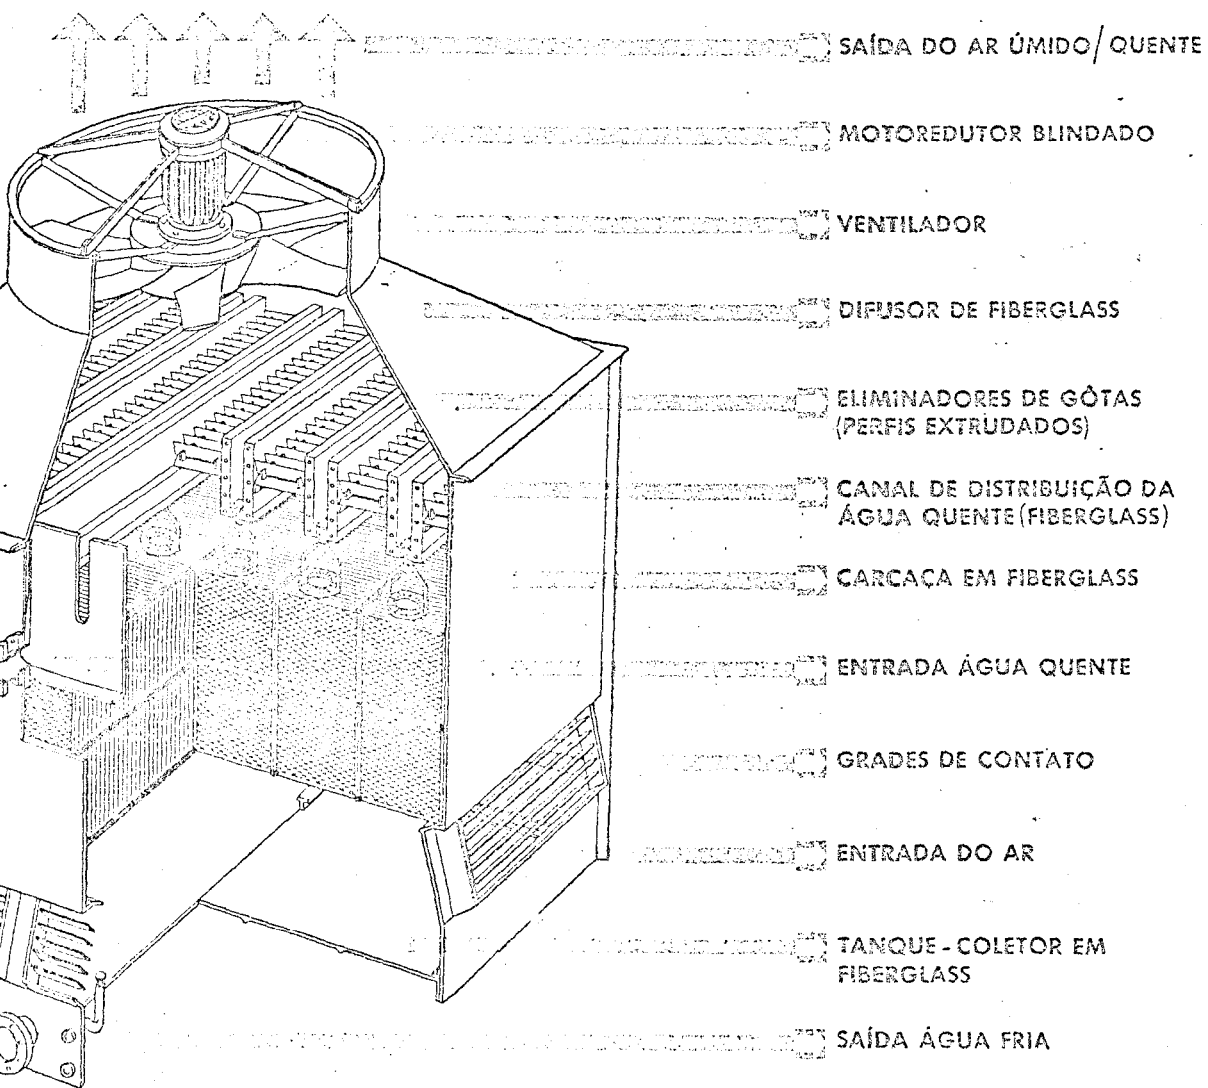 SAÍDA DO AR ÚMIDO/QUENTE
MOTOREDUTOR BLINDADO
VENTILADOR
DIFUSOR DE FIBERGLASS
ELIMINADORES DE GÔTAS
(PERFIS EXTRUDADOS)
CANAL DE DISTRIBUIÇÃO DA
ÁGUA QUENTE(FIBERGLASS)
CARCAÇA EM FIBERGLASS
ENTRADA ÁGUA QUENTE
GRADES DE CONTATO
ENTRADA DO AR
TANQUE-COLETOR EM
FIBERGLASS
SAÍDA ÁGUA FRIA